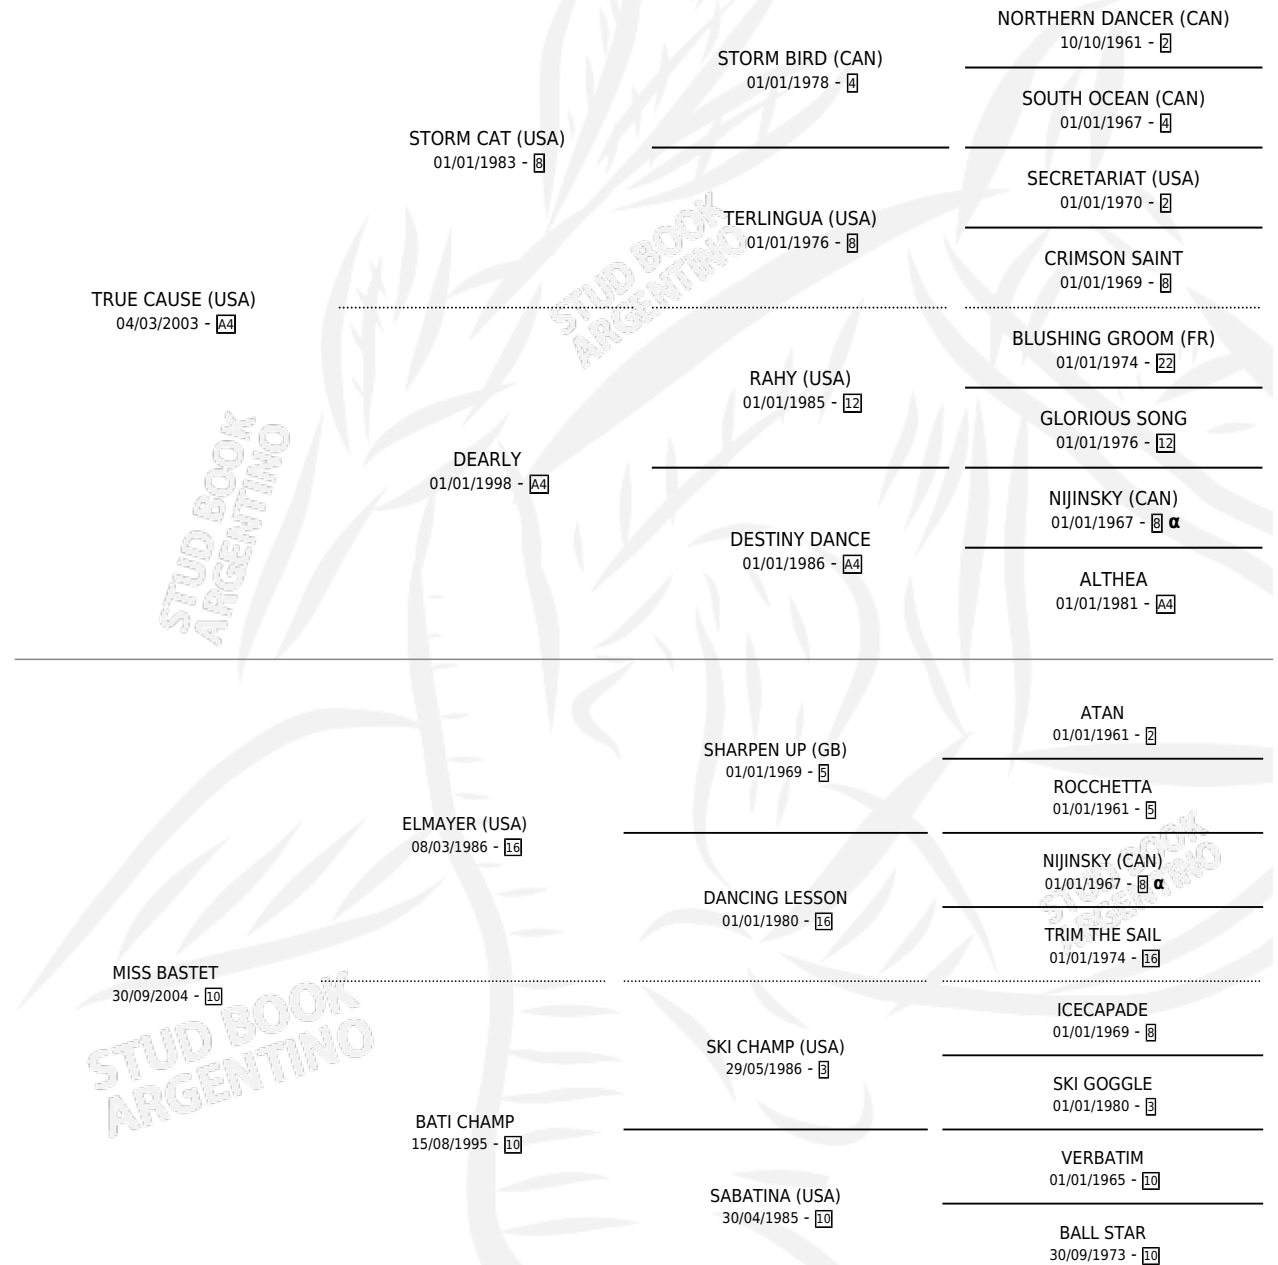 NORTHERN DANCER (CAN)
10/10/1961 - 2
STORM BIRD (CAN)
01/01/1978 - 4
SOUTH OCEAN (CAN)
01/01/1967 - 4
STORM CAT (USA)
01/01/1983 - 8
SECRETARIAT (USA)
01/01/1970 - 2
TERLINGUA (USA)
01/01/1976 - 8
CRIMSON SAINT
01/01/1969 - 8
TRUE CAUSE (USA)
04/03/2003 - A4
BLUSHING GROOM (FR)
01/01/1974 - 22
RAHY (USA)
01/01/1985 - 12
GLORIOUS SONG
01/01/1976 - 12
DEARLY
01/01/1998 - A4
NIJINSKY (CAN)
01/01/1967 - 8 α
DESTINY DANCE
01/01/1986 - A4
ALTHEA
01/01/1981 - A4
ATAN
01/01/1961 - 2
SHARPEN UP (GB)
01/01/1969 - 5
ROCCHETTA
01/01/1961 - 5
ELMAYER (USA)
08/03/1986 - 16
NIJINSKY (CAN)
01/01/1967 - 8 α
DANCING LESSON
01/01/1980 - 16
TRIM THE SAIL
01/01/1974 - 16
MISS BASTET
30/09/2004 - 10
ICECAPADE
01/01/1969 - 8
SKI CHAMP (USA)
29/05/1986 - 3
SKI GOGGLE
01/01/1980 - 3
BATI CHAMP
15/08/1995 - 10
VERBATIM
01/01/1965 - 10
SABATINA (USA)
30/04/1985 - 10
BALL STAR
30/09/1973 - 10
STUD BOOK
ARGENTINO
STUD BOOK
ARGENTINO
STUD BOOK
ARGENTINO
STUD BOOK
ARGENTINO